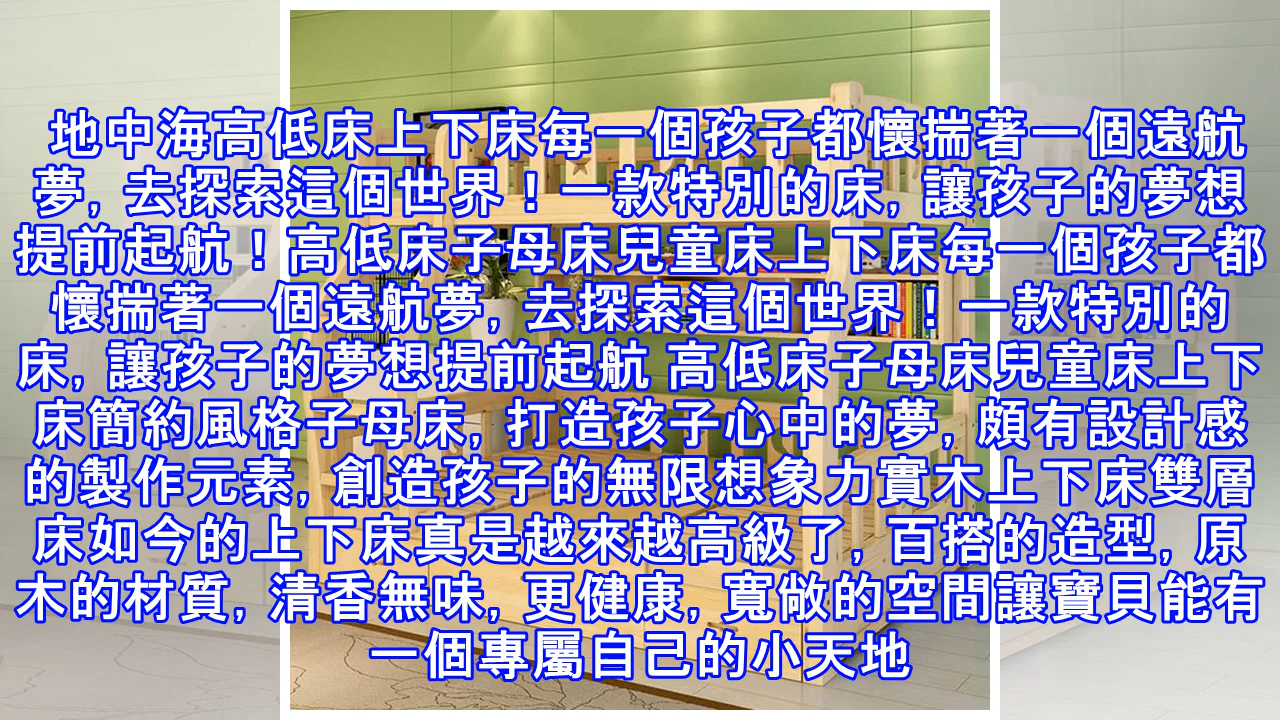 地中海高低床上下床每一個孩子都懷揣著一個遠航
夢, 去探索這個世界！一款特別的床, 讓孩子的夢想
提前起航！高低床子母床兒童床上下床每一個孩子都
懷揣著一個遠航夢, 去探索這個世界！一款特別的
床, 讓孩子的夢想提前起航 高低床子母床兒童床上下
床簡約風格子母床, 打造孩子心中的夢, 頗有設計感
的製作元素, 創造孩子的無限想象力實木上下床雙層
床如今的上下床真是越來越高級了, 百搭的造型, 原
木的材質, 清香無味, 更健康, 寬敞的空間讓寶貝能有
一個專屬自己的小天地